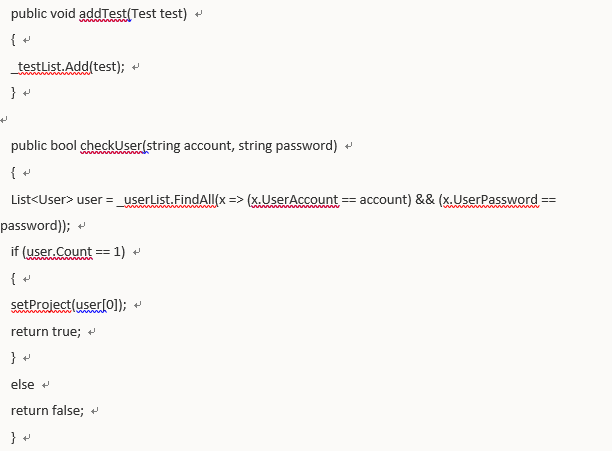 public void addTest(Test test)
{
_testList.Add(test);
}
public bool checkUser(string account, string password)
{
List<User> user = _userList.FindAll(x => (x.UserAccount == account) && (x.UserPassword ==
password));
if (user.Count == 1)
{
setProject(user[0]);
return true;
}
else
return false;
}